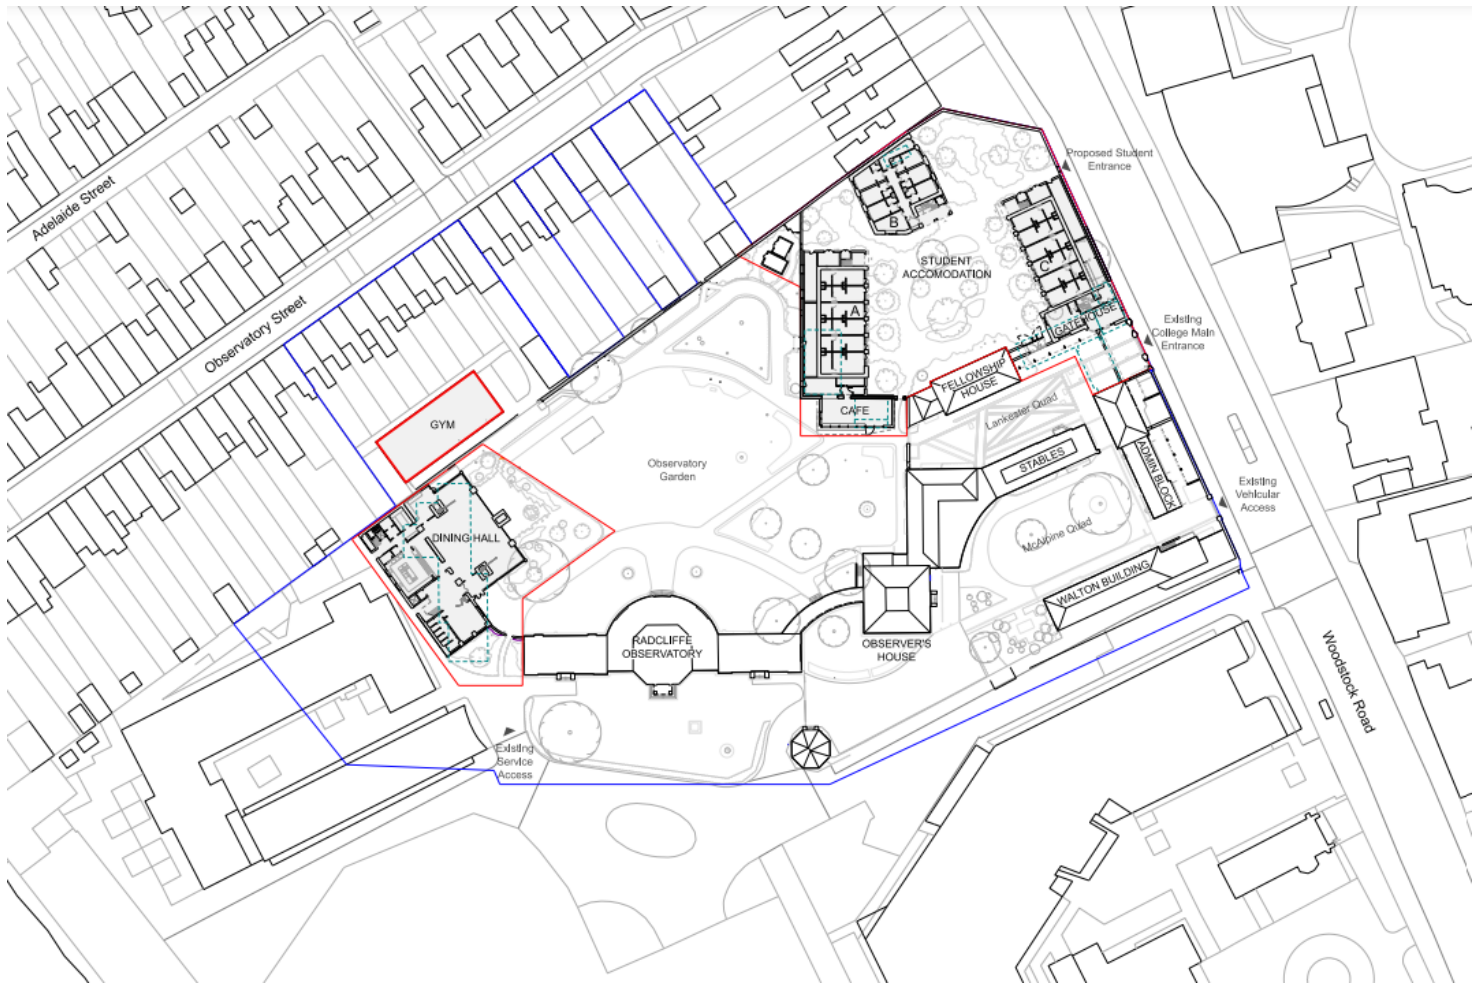 Adelaide Street
Observatory Street
Proposed Student
Entrance
B
STUDENT
ACCOMODATION
C
A
GATEHOUSE
Existing
College Main
Entrance
FELLOWSHIP
HOUSE
CAFE
Lankester Quad
GYM
Observatory
Garden
STABLES
ADMIN BLOCK
Existing
Vehicular
Access
DINING HALL
McAlpine Quad
WALTON BUILDING
RADCLIFFE
OBSERVATORY
OBSERVER'S
HOUSE
Woodstock Road
Existing
Service
Access